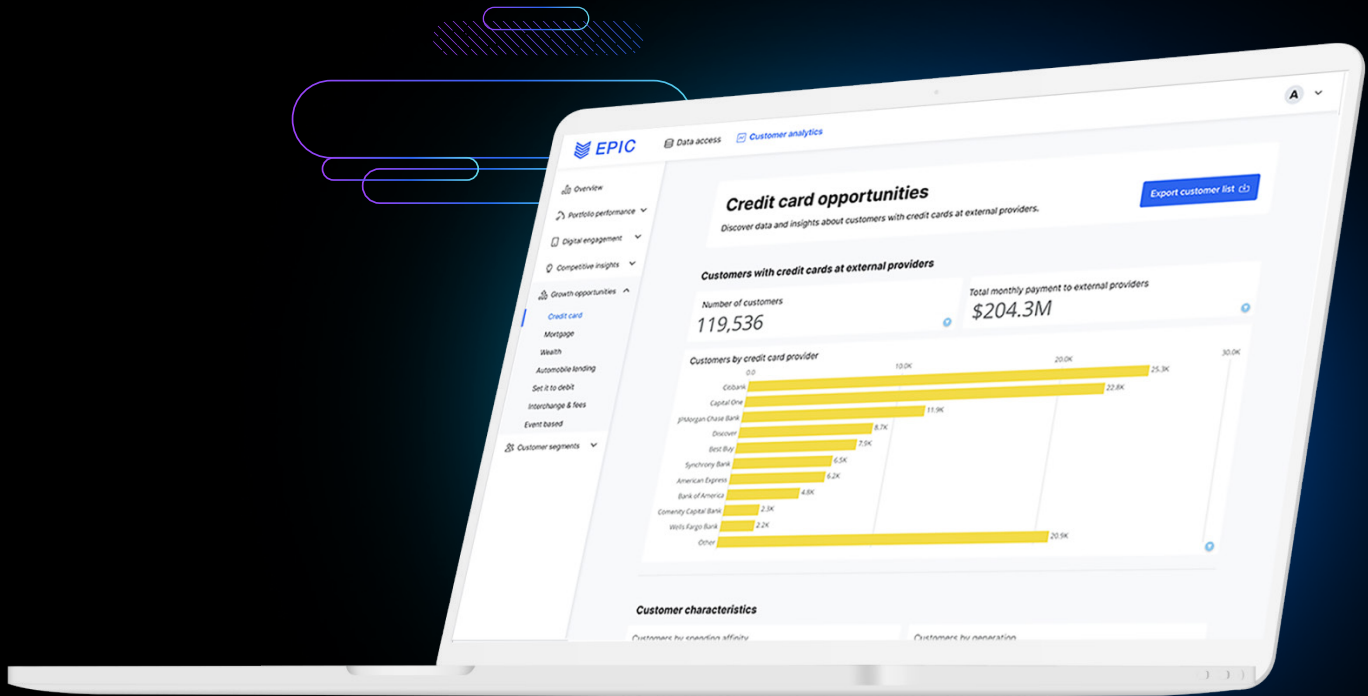 EPIC
Data access
Customer analytics
A
Overview
Portfolio performance
Digital engagement
Competitive insights
Growth opportunities
Credit card
Mortgage
Wealth
Automobile lending
Set it to debit
Interchange & fees
Event based
Customer segments
Credit card opportunities
Discover data and insights about customers with credit cards at external providers.
Export customer list
Customers with credit cards at external providers
Number of customers
119,536
Total monthly payment to external providers
$204.3M
Customers by credit card provider
0.0 10.0K 20.0K 30.0K
Citibank 25.3K
Capital One 22.8K
JPMorgan Chase Bank 11.9K
Discover 8.7K
Best Buy 7.9K
Synchrony Bank 6.5K
American Express 6.2K
Bank of America 4.8K
Comenity Capital Bank 2.3K
Wells Fargo Bank 2.2K
Other 20.9K
Customer characteristics
Customers by spending affinity
Customers by generation